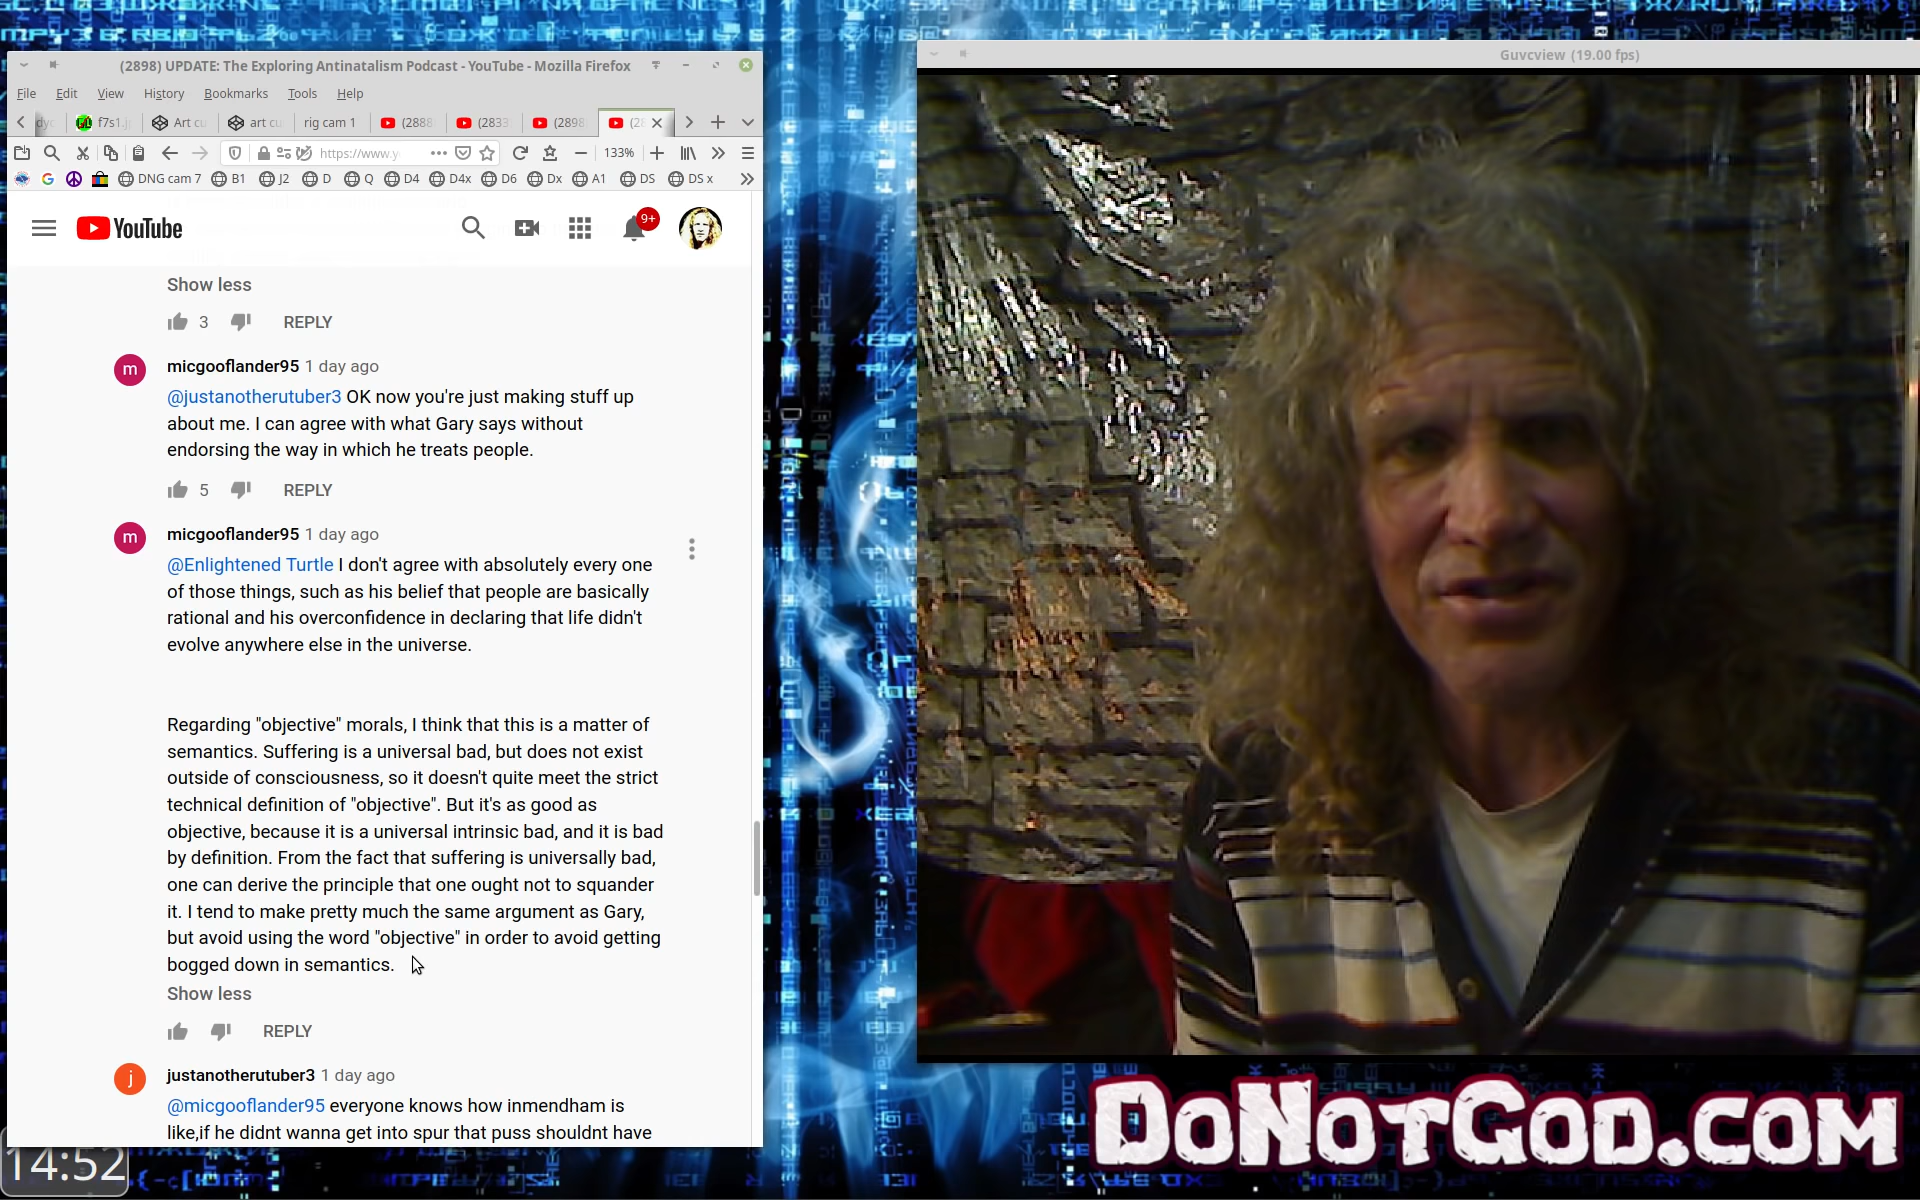 (2898) UPDATE: The Exploring Antinatalism Podcast - YouTube - Mozilla Firefox
File Edit View History Bookmarks Tools Help
f7s1.j Art cu art cu rig cam 1 (288 (283 (2898 (28
https://www.y 133%
DNG cam 7 B1 J2 D Q D4 D4x D6 Dx A1 DS DS x
YouTube 9+
Show less
3 REPLY
m micgooflander95 1 day ago
@justanotherutuber3 OK now you're just making stuff up
about me. I can agree with what Gary says without
endorsing the way in which he treats people.
5 REPLY
m micgooflander95 1 day ago
@Enlightened Turtle I don't agree with absolutely every one
of those things, such as his belief that people are basically
rational and his overconfidence in declaring that life didn't
evolve anywhere else in the universe.
Regarding "objective" morals, I think that this is a matter of
semantics. Suffering is a universal bad, but does not exist
outside of consciousness, so it doesn't quite meet the strict
technical definition of "objective". But it's as good as
objective, because it is a universal intrinsic bad, and it is bad
by definition. From the fact that suffering is universally bad,
one can derive the principle that one ought not to squander
it. I tend to make pretty much the same argument as Gary,
but avoid using the word "objective" in order to avoid getting
bogged down in semantics.
Show less
REPLY
j justanotherutuber3 1 day ago
@micgooflander95 everyone knows how inmendham is
like,if he didnt wanna get into spur that puss shouldnt have
14:52
Guvcview (19.00 fps)
DoNotGod.com